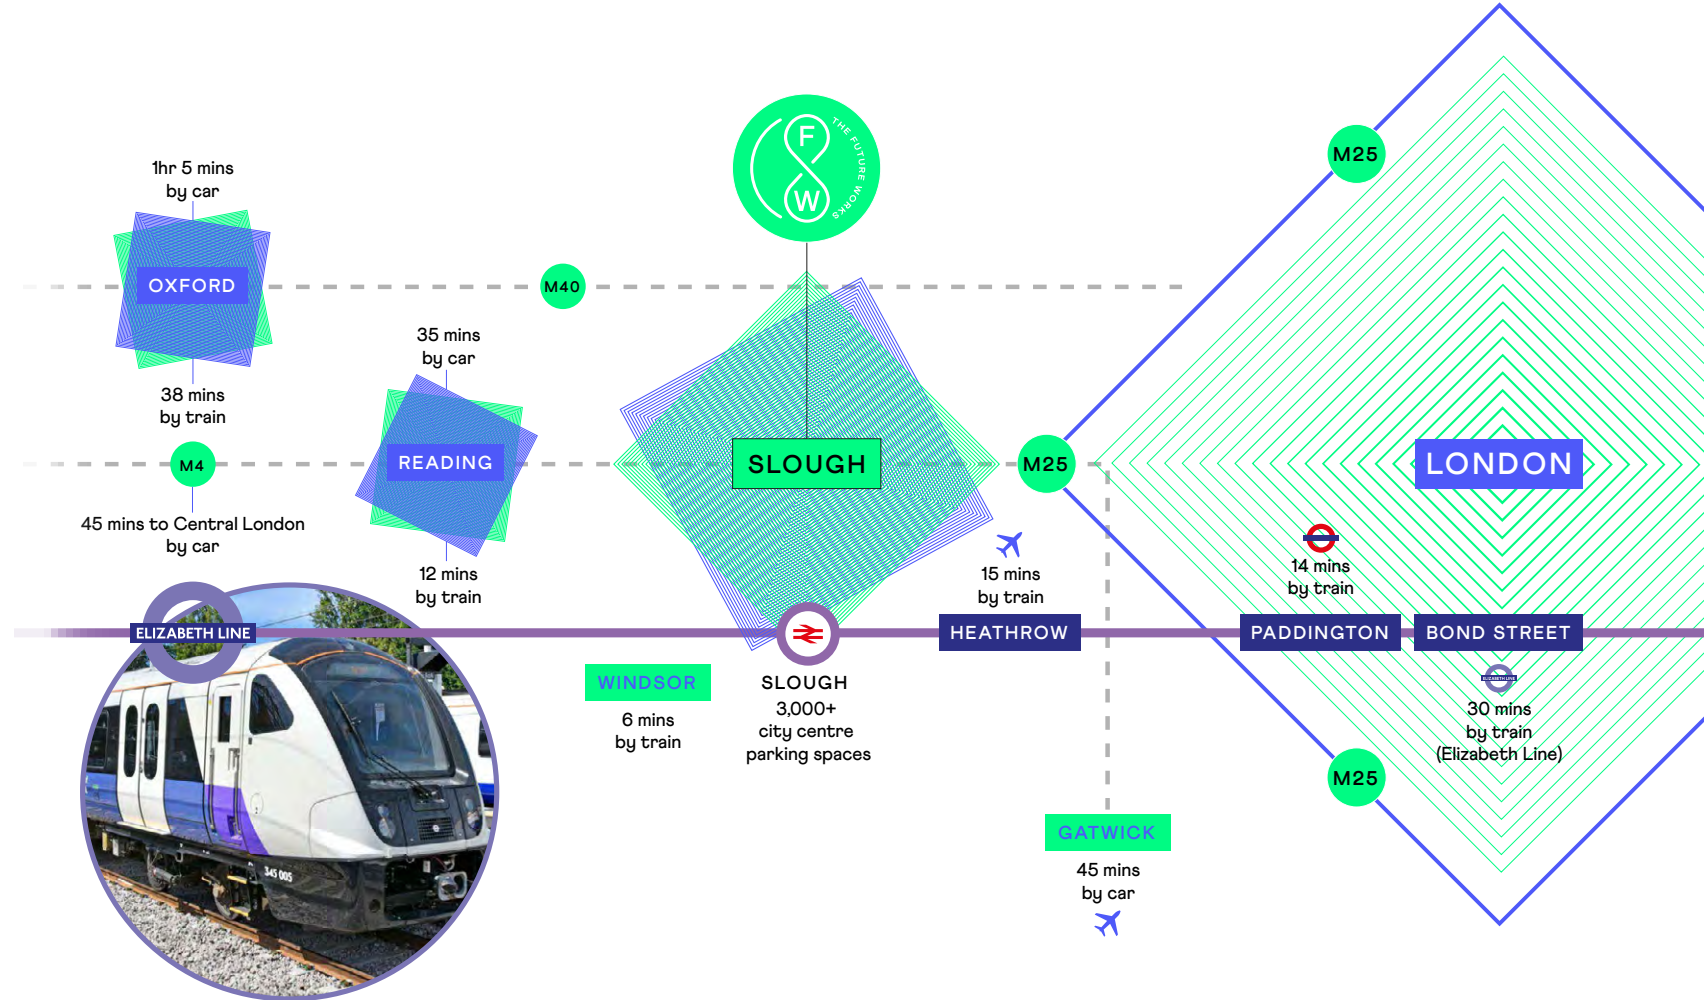 F
W
THE FUTURE WORKS
M25
1hr 5 mins
by car
OXFORD
M40
38 mins
by train
35 mins
by car
M4
READING
SLOUGH
M25
LONDON
45 mins to Central London
by car
12 mins
by train
15 mins
by train
14 mins
by train
ELIZABETH LINE
HEATHROW
PADDINGTON
BOND STREET
WINDSOR
6 mins
by train
SLOUGH
3,000+
city centre
parking spaces
ELIZABETH LINE
30 mins
by train
(Elizabeth Line)
M25
GATWICK
45 mins
by car
345 005